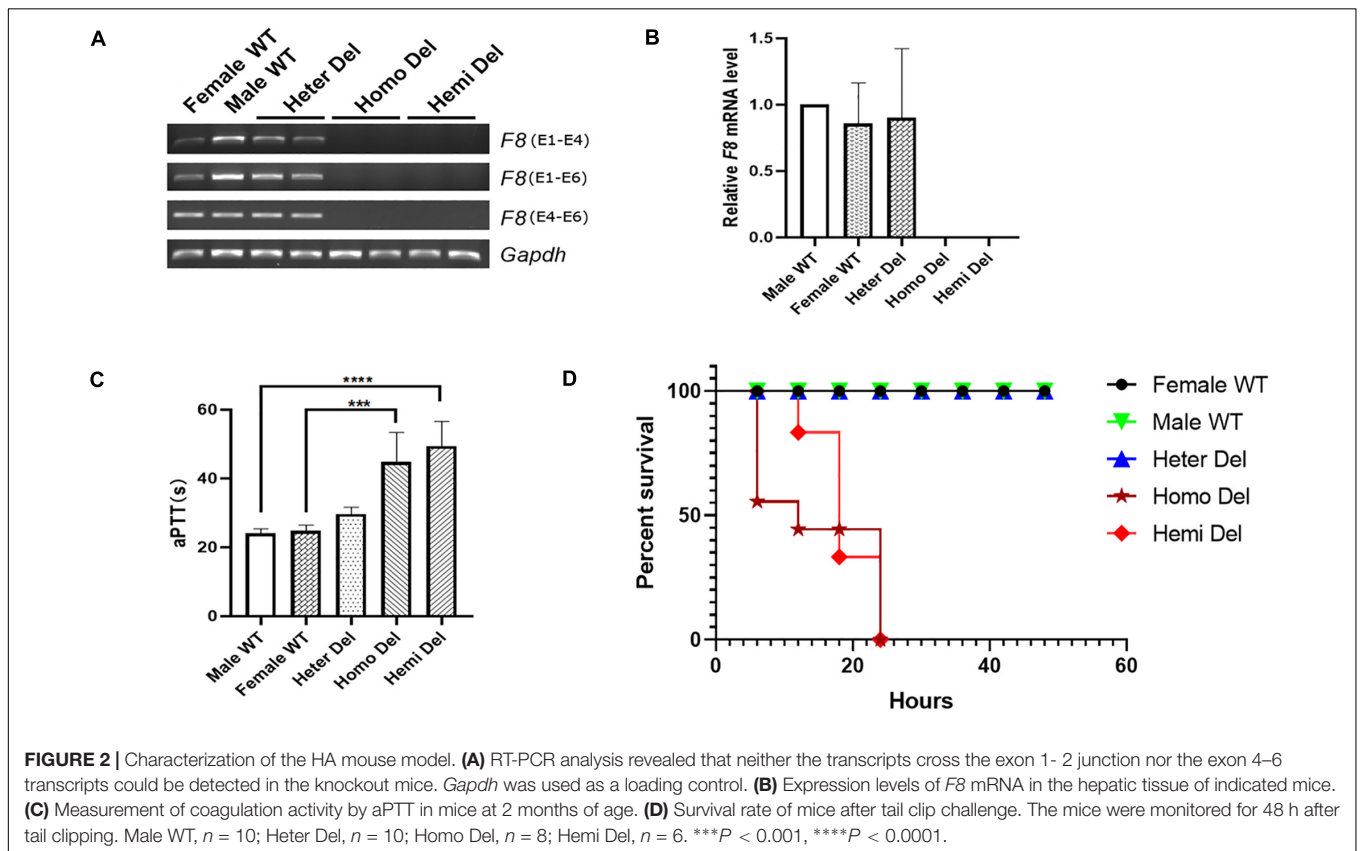 A
Female WT
Male WT
Heter Del
Homo Del
Hemi Del
F8 (E1-E4)
F8 (E1-E6)
F8 (E4-E6)
Gapdh
B
Relative F8 mRNA level
1.5
1.0
0.5
0.0
Male WT
Female WT
Heter Del
Homo Del
Hemi Del
C
aPTT(s)
60
40
20
0
****
***
Male WT
Female WT
Heter Del
Homo Del
Hemi Del
D
Percent survival
100
50
0
0
20
40
60
Hours
Female WT
Male WT
Heter Del
Homo Del
Hemi Del
FIGURE 2 | Characterization of the HA mouse model. (A) RT-PCR analysis revealed that neither the transcripts cross the exon 1- 2 junction nor the exon 4–6
transcripts could be detected in the knockout mice. Gapdh was used as a loading control. (B) Expression levels of F8 mRNA in the hepatic tissue of indicated mice.
(C) Measurement of coagulation activity by aPTT in mice at 2 months of age. (D) Survival rate of mice after tail clip challenge. The mice were monitored for 48 h after
tail clipping. Male WT, n = 10; Heter Del, n = 10; Homo Del, n = 8; Hemi Del, n = 6. ***P < 0.001, ****P < 0.0001.